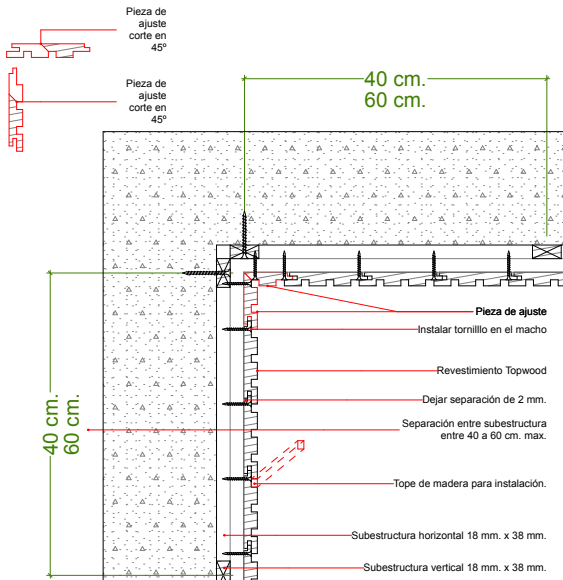 Pieza de
ajuste
corte en
45º
Pieza de
ajuste
corte en
45º
40 cm.
60 cm.
Pieza de ajuste
Instalar tornilllo en el macho
Revestimiento Topwood
Dejar separación de 2 mm.
Separación entre subestructura
entre 40 a 60 cm. max.
40 cm.
60 cm.
Tope de madera para instalación.
Subestructura horizontal 18 mm. x 38 mm.
Subestructura vertical 18 mm. x 38 mm.